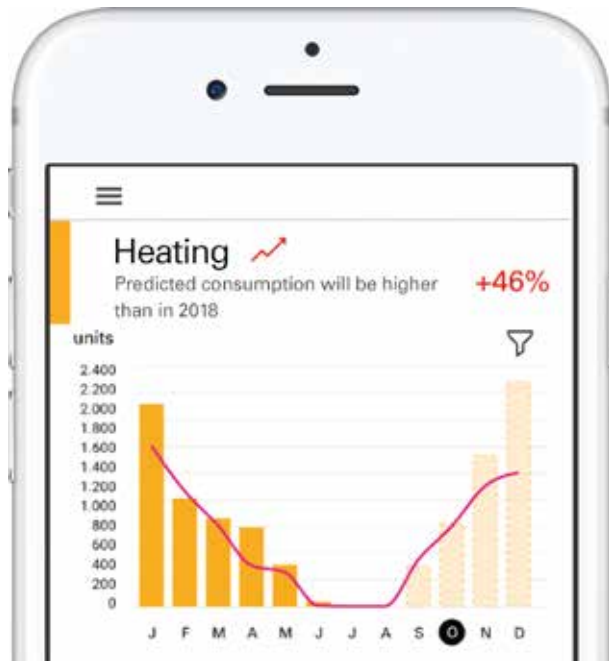 Heating
+46%
Predicted consumption will be higher
than in 2018
units
2.400
2.200
2.000
1.800
1.600
1.400
1.200
1.000
800
600
400
200
0
J F M A M J J A S O N D